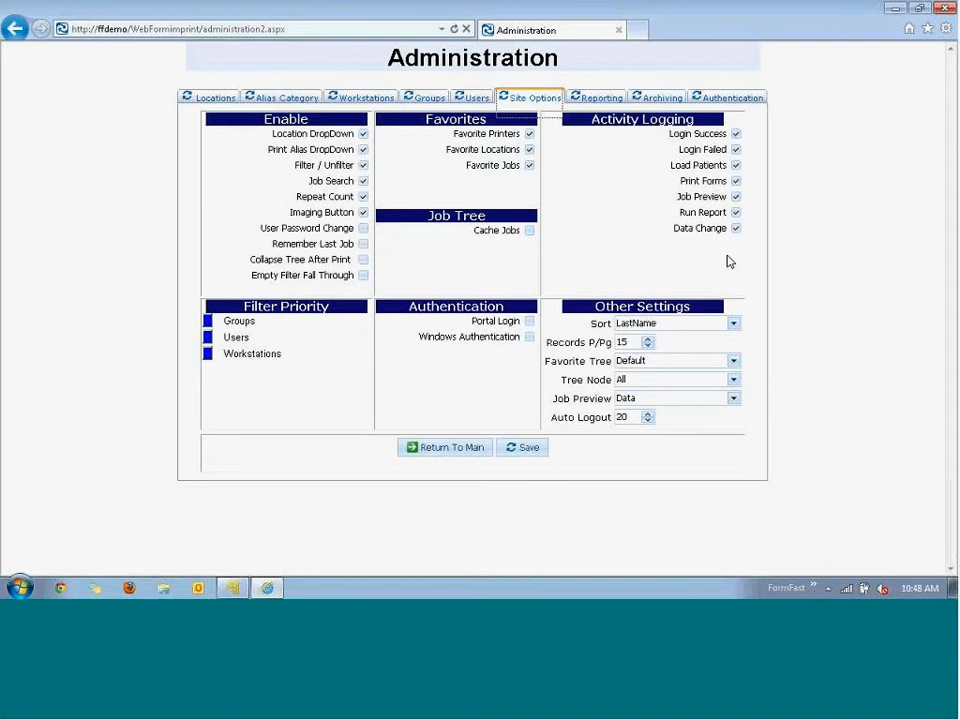 http://ffdemo/WebFormimprint/administration2.aspx
Administration
Administration
Locations
Alias Category
Workstations
Groups
Users
Site Options
Reporting
Archiving
Authentication
Enable
Location DropDown
Print Alias DropDown
Filter / Unfilter
Job Search
Repeat Count
Imaging Button
User Password Change
Remember Last Job
Collapse Tree After Print
Empty Filter Fall Through
Favorites
Favorite Printers
Favorite Locations
Favorite Jobs
Job Tree
Cache Jobs
Activity Logging
Login Success
Login Failed
Load Patients
Print Forms
Job Preview
Run Report
Data Change
Filter Priority
Groups
Users
Workstations
Authentication
Portal Login
Windows Authentication
Other Settings
Sort LastName
Records P/Pg 15
Favorite Tree Default
Tree Node All
Job Preview Data
Auto Logout 20
Return To Main
Save
FormFast
10:48 AM